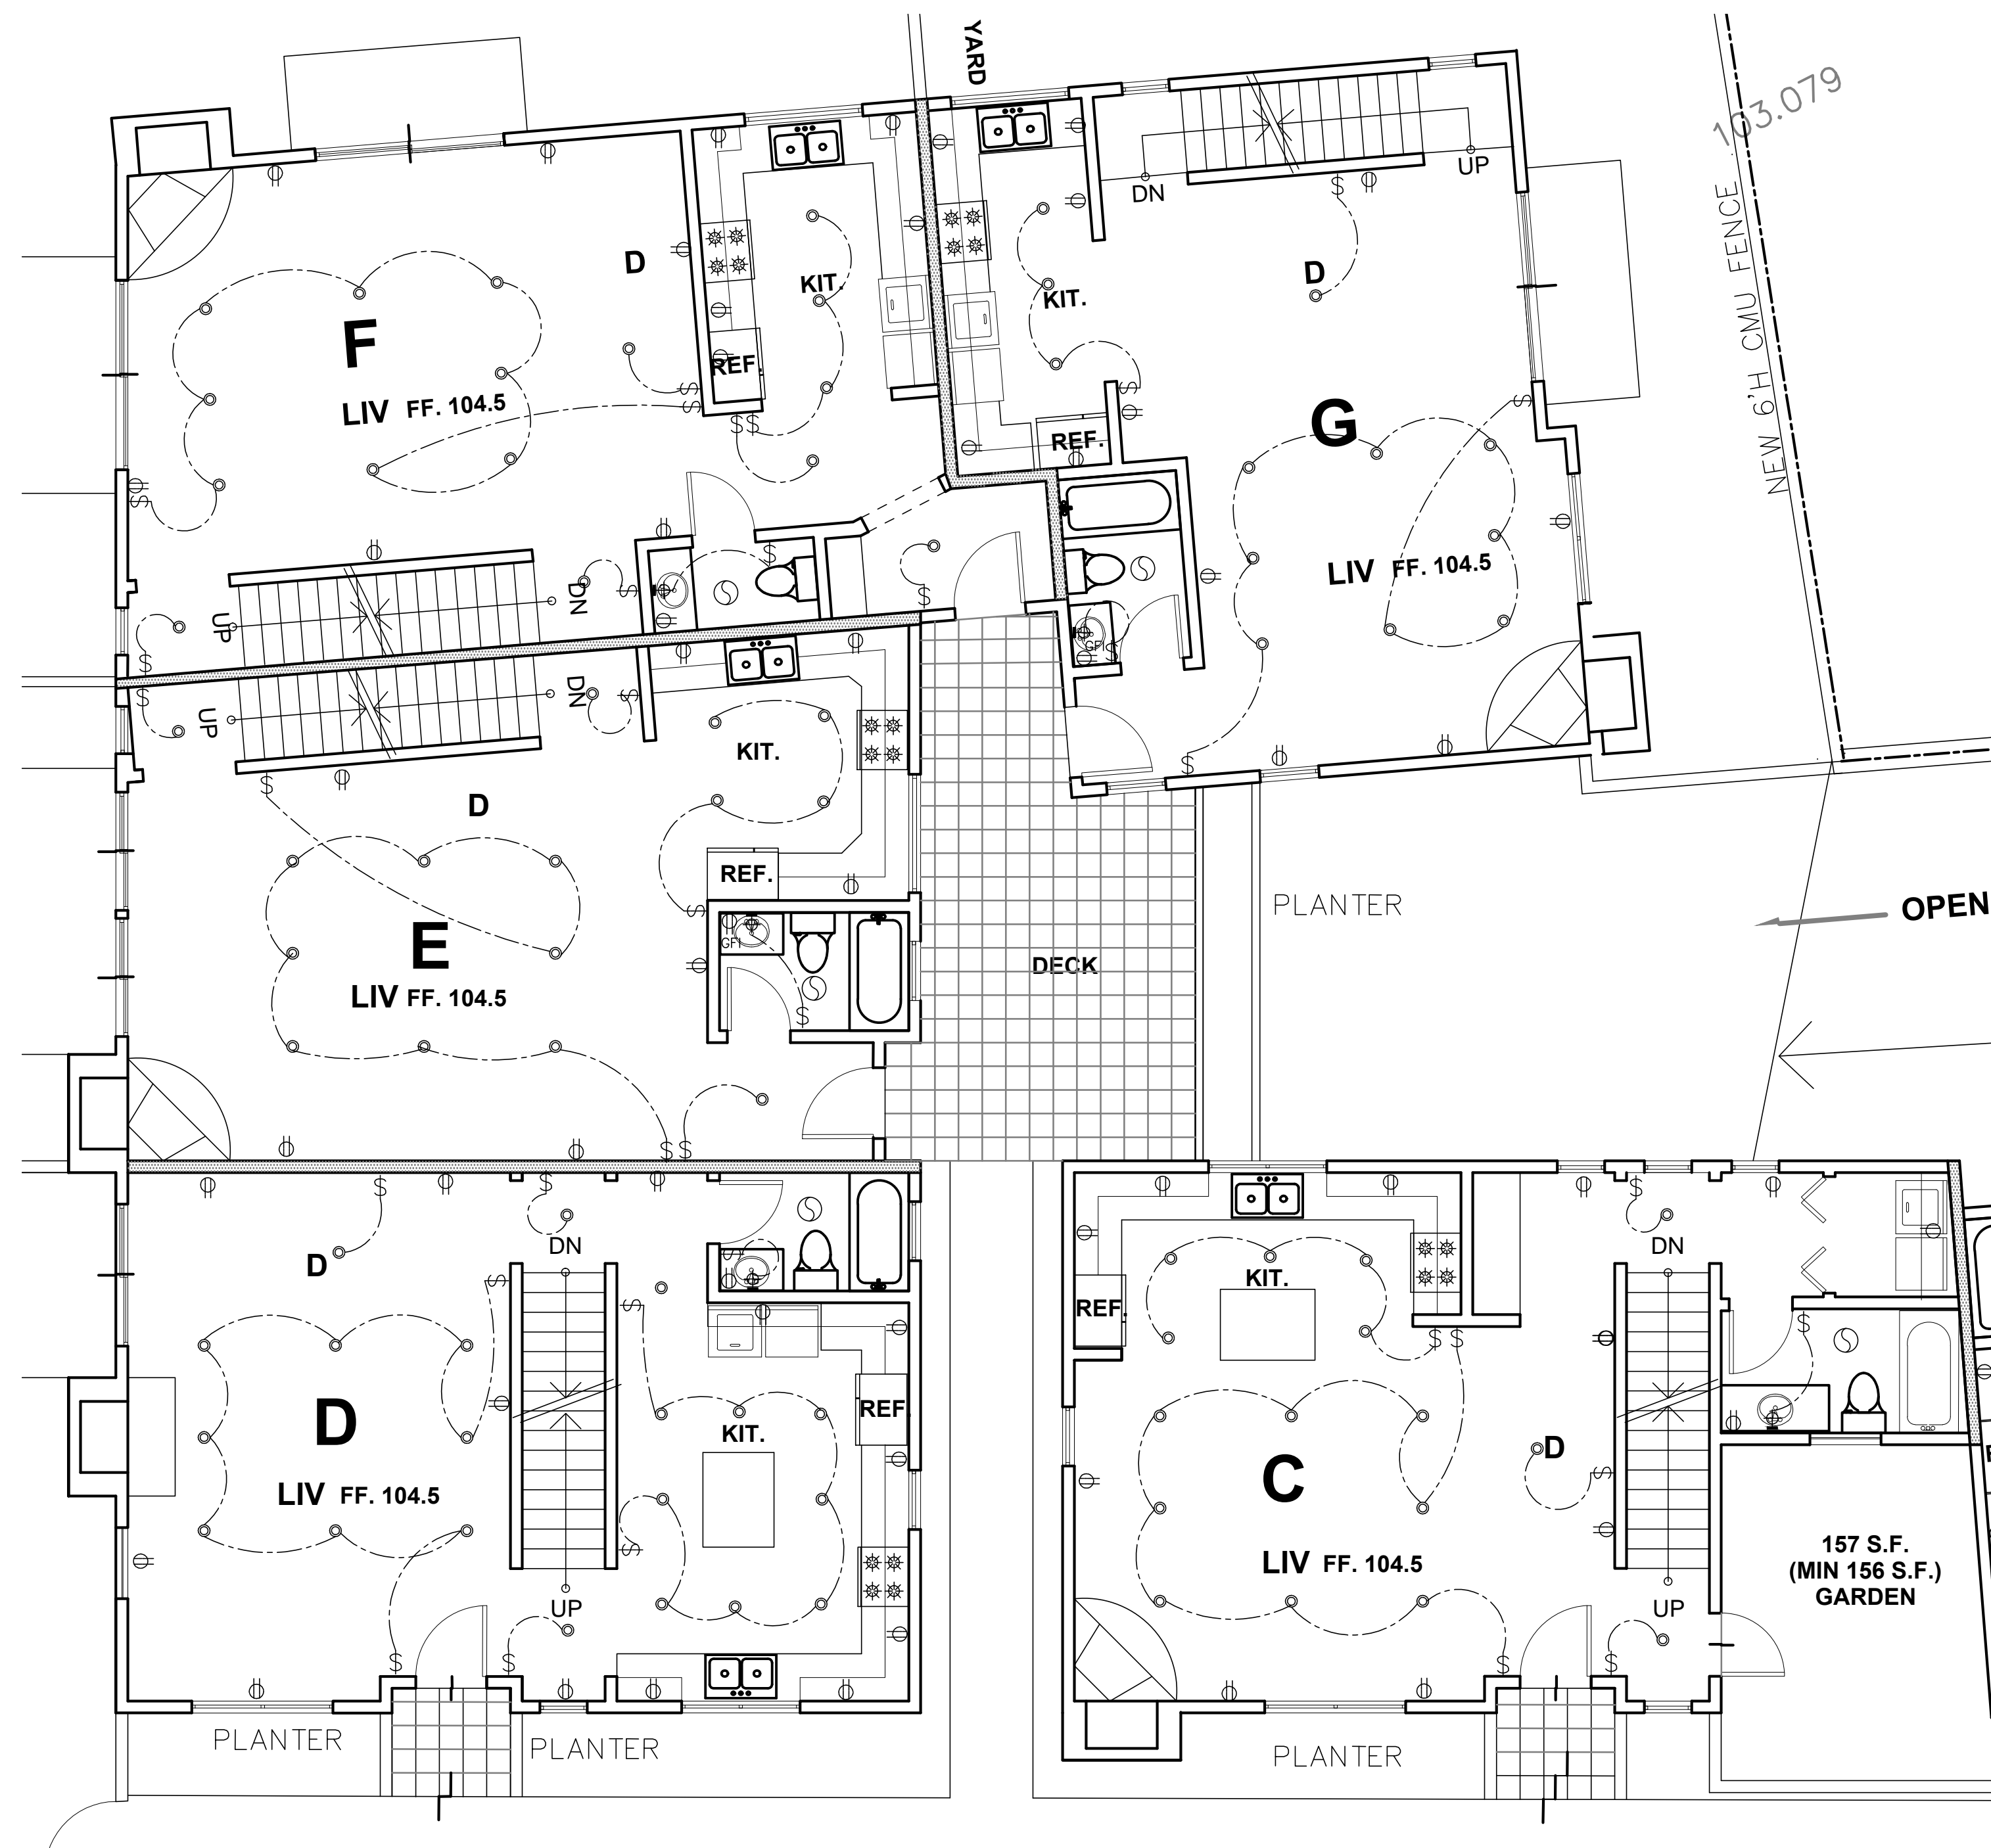 YARD
103.079
NEW 6'H CMU FENCE
UP
DN
D
KIT.
F
REF.
LIV FF. 104.5
D
KIT.
G
REF.
LIV FF. 104.5
GFI
UP
DN
UP
DN
KIT.
D
REF.
E
GFI
LIV FF. 104.5
DECK
PLANTER
OPEN
DN
D
D
LIV FF. 104.5
KIT.
REF.
UP
PLANTER
PLANTER
DN
KIT.
REF.
C
D
LIV FF. 104.5
UP
157 S.F.
(MIN 156 S.F.)
GARDEN
PLANTER